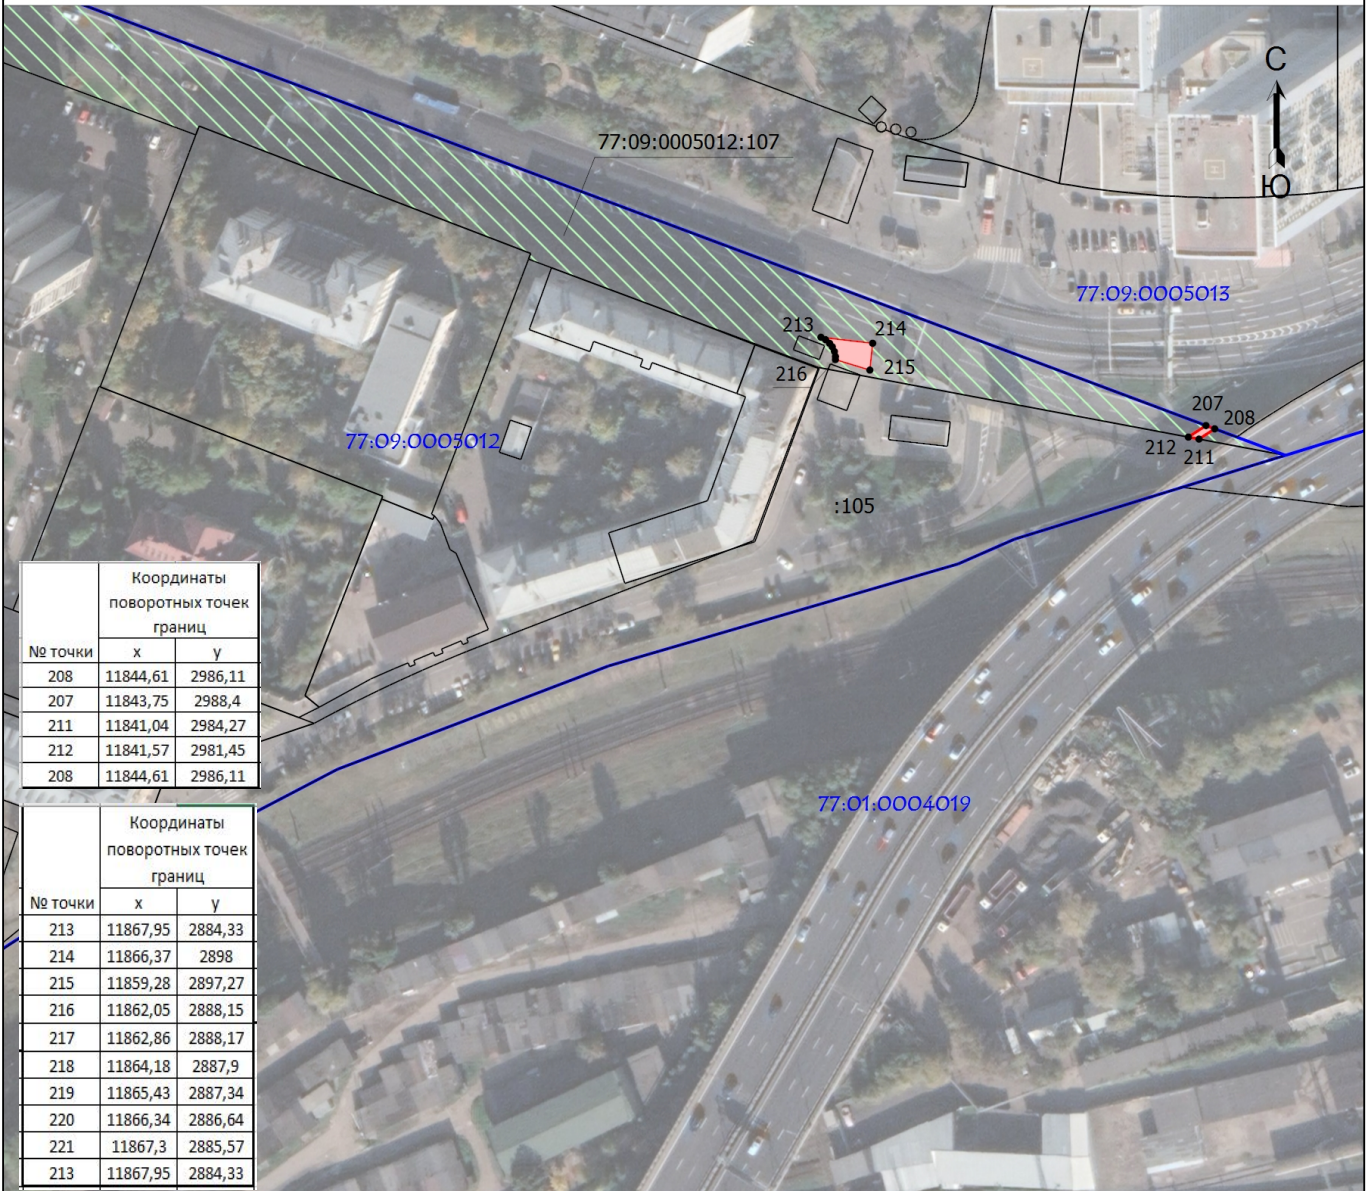 С
77:09:0005012:107
Ю
77:09:0005013
213
214
216
215
207
208
212
211
77:09:0005012
:105
№ точки
Координаты
поворотных точек
границ
x y
208 11844,61 2986,11
207 11843,75 2988,4
211 11841,04 2984,27
212 11841,57 2981,45
208 11844,61 2986,11
77:01:0004019
№ точки
Координаты
поворотных точек
границ
x y
213 11867,95 2884,33
214 11866,37 2898
215 11859,28 2897,27
216 11862,05 2888,15
217 11862,86 2888,17
218 11864,18 2887,9
219 11865,43 2887,34
220 11866,34 2886,64
221 11867,3 2885,57
213 11867,95 2884,33